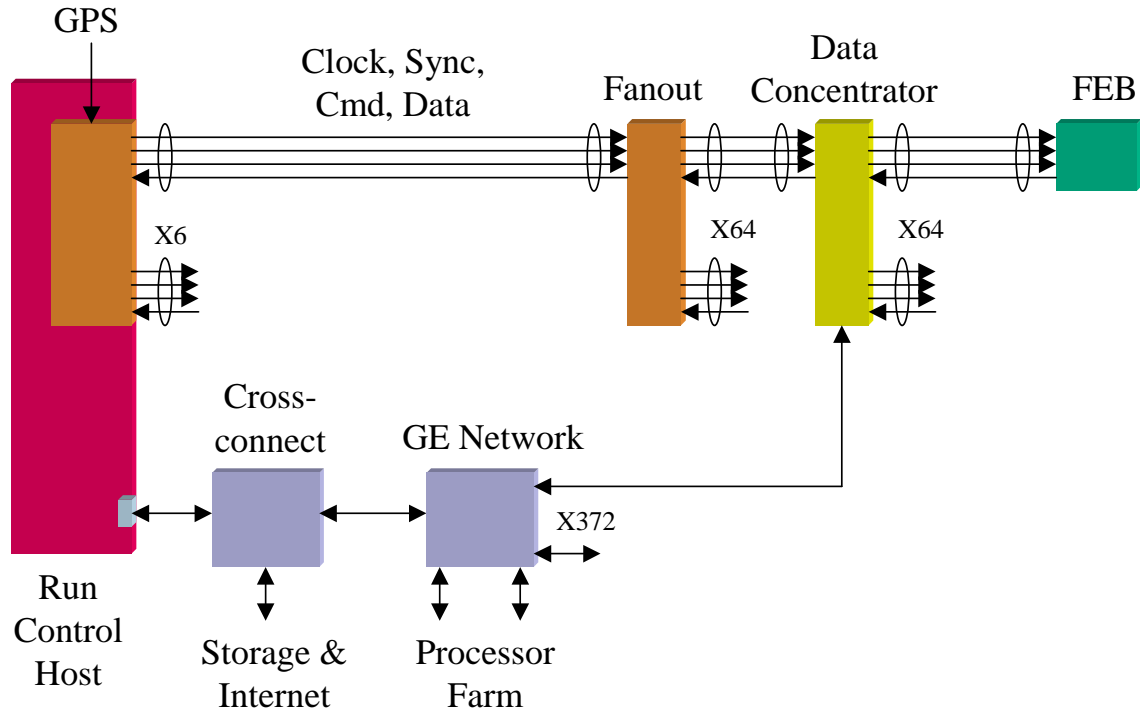 GPS
Clock, Sync,
Cmd, Data
Fanout
Data
Concentrator
FEB
X6
X64
X64
Cross-
connect
GE Network
X372
Run
Control
Host
Storage &
Internet
Processor
Farm